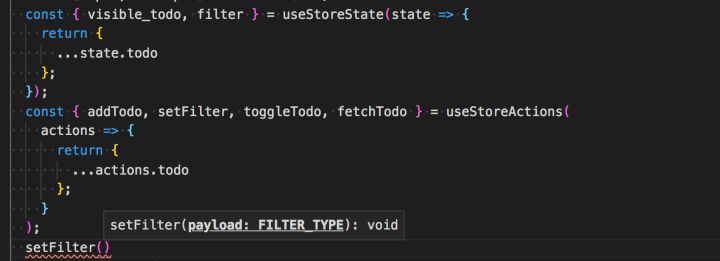 const { visible_todo, filter } = useStoreState(state => {
return {
...state.todo
};
});
const { addTodo, setFilter, toggleTodo, fetchTodo } = useStoreActions(
actions => {
return {
...actions.todo
};
}
);
setFilter(payload: FILTER_TYPE): void
setFilter()